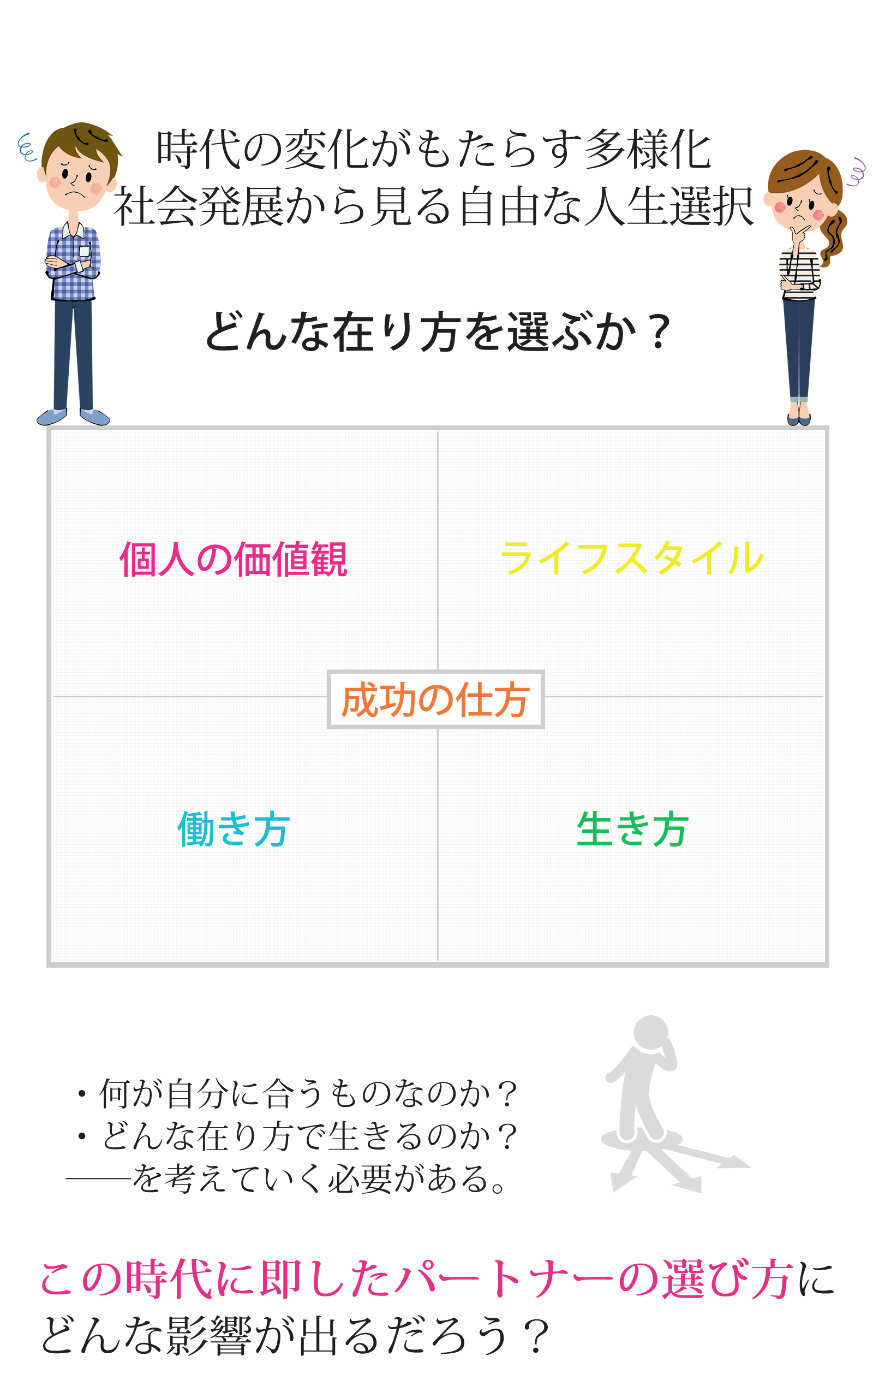 時代の変化がもたらす多様化
社会発展から見る自由な人生選択
どんな在り方を選ぶか？
個人の価値観
ライフスタイル
成功の仕方
働き方
生き方
・何が自分に合うものなのか？
・どんな在り方で生きるのか？
――を考えていく必要がある。
この時代に即したパートナーの選び方に
どんな影響が出るだろう？